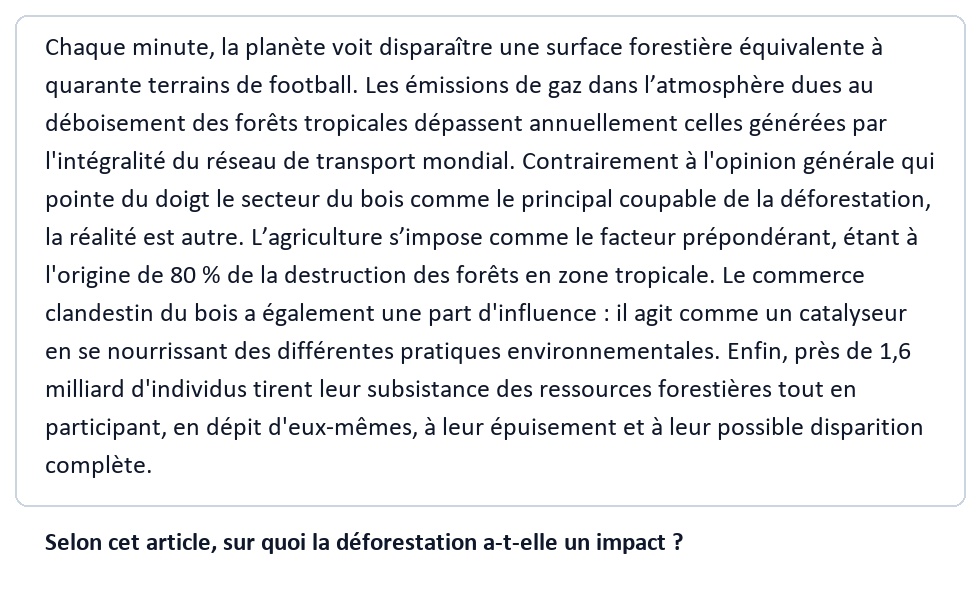 Chaque minute, la planète voit disparaître une surface forestière équivalente à
quarante terrains de football. Les émissions de gaz dans l’atmosphère dues au
déboisement des forêts tropicales dépassent annuellement celles générées par
l'intégralité du réseau de transport mondial. Contrairement à l'opinion générale qui
pointe du doigt le secteur du bois comme le principal coupable de la déforestation,
la réalité est autre. L’agriculture s’impose comme le facteur prépondérant, étant à
l'origine de 80 % de la destruction des forêts en zone tropicale. Le commerce
clandestin du bois a également une part d'influence : il agit comme un catalyseur
en se nourrissant des différentes pratiques environnementales. Enfin, près de 1,6
milliard d'individus tirent leur subsistance des ressources forestières tout en
participant, en dépit d'eux-mêmes, à leur épuisement et à leur possible disparition
complète.
Selon cet article, sur quoi la déforestation a-t-elle un impact ?